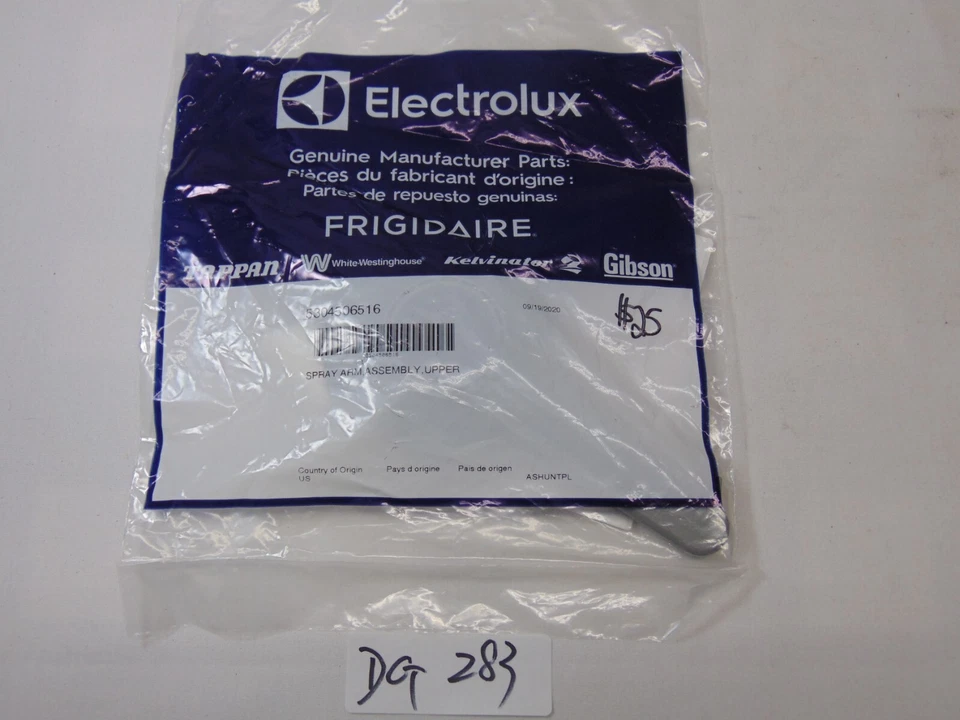 Electrolux
Genuine Manufacturer Parts:
Pièces du fabricant d'origine :
Partes de repuesto genuinas:
FRIGIDAIRE
TAPPAN White-Westinghouse Kelvinator Gibson
5304506516 09/19/2020 $25
SPRAY ARM ASSEMBLY,UPPER
Country of Origin Pays d origine Pais de origen
US ASHUNTPL
DG 283